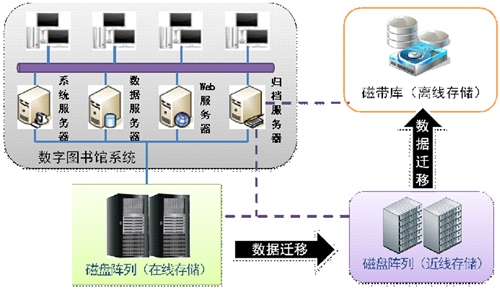 系统服务器
数据服务器
Web服务器
归档服务器
数字图书馆系统
磁带库（离线存储）
数据迁移
磁盘阵列（在线存储）
数据迁移
磁盘阵列（近线存储）